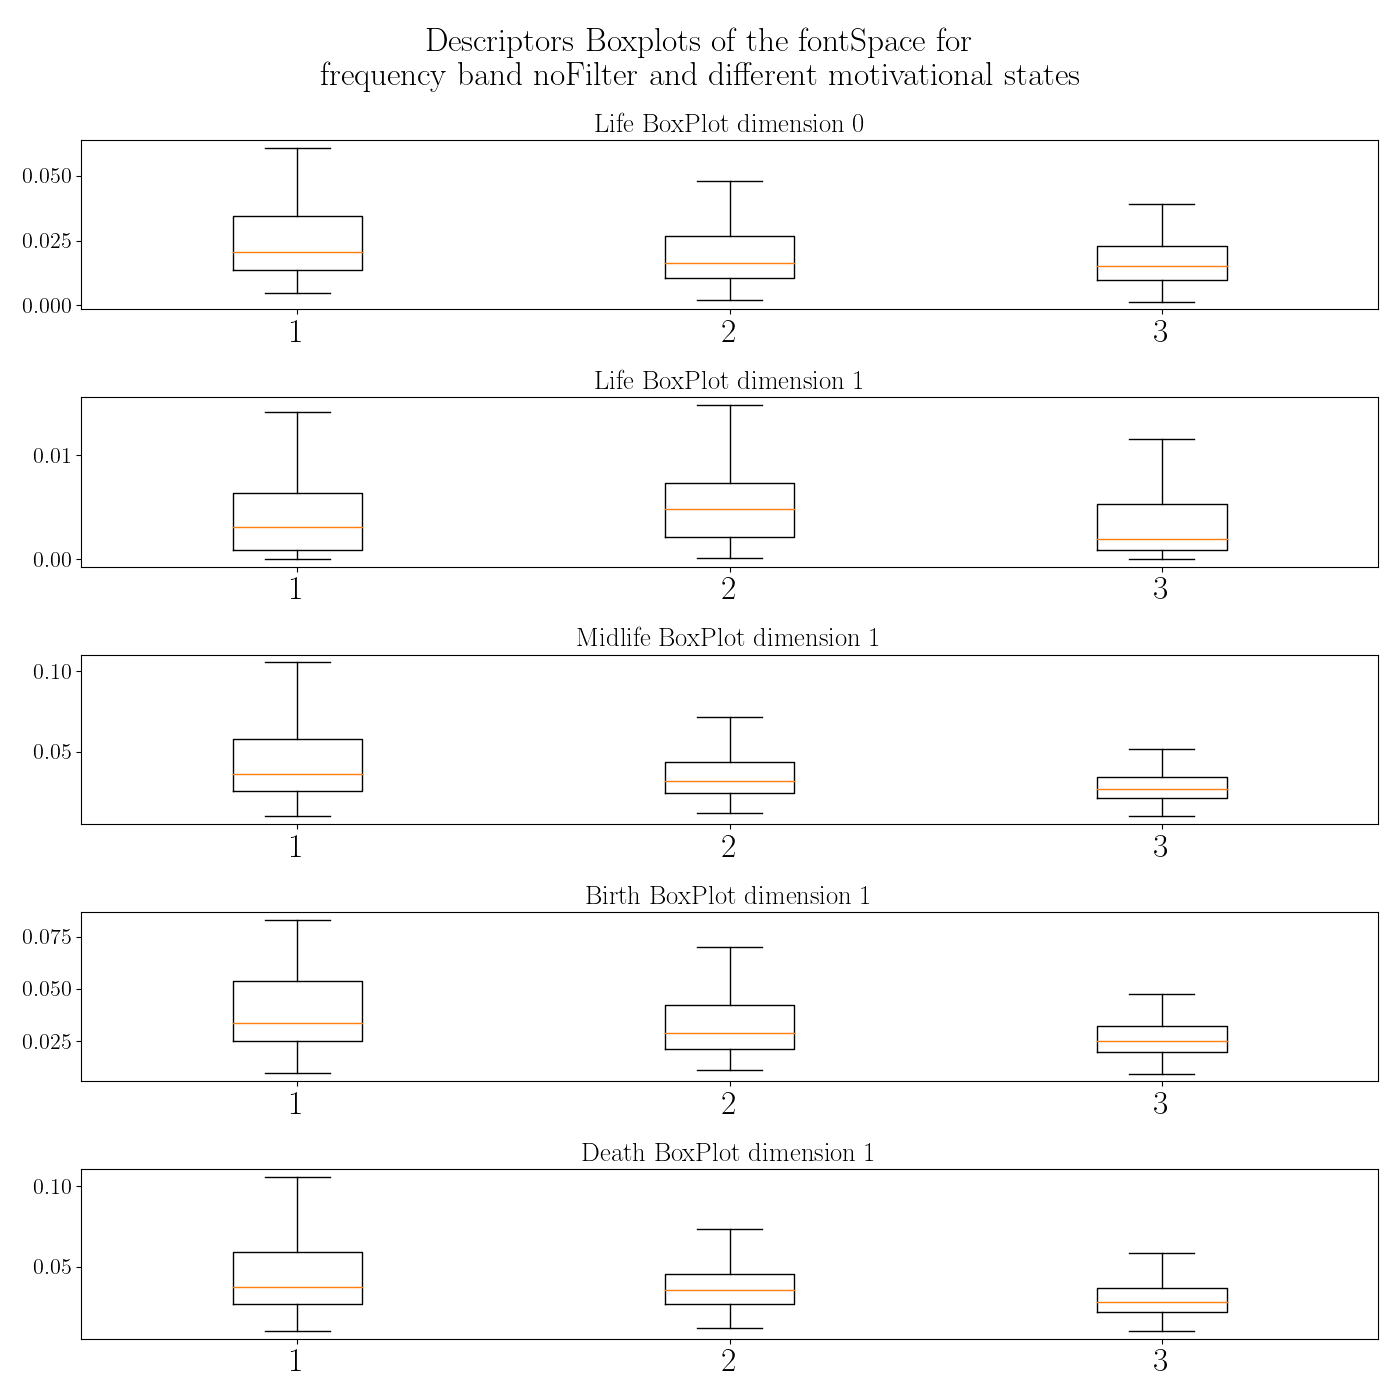 Descriptors Boxplots of the fontSpace for
frequency band noFilter and different motivational states
Life BoxPlot dimension 0
0.050
0.025
0.000
1 2 3
Life BoxPlot dimension 1
0.01
0.00
1 2 3
Midlife BoxPlot dimension 1
0.10
0.05
1 2 3
Birth BoxPlot dimension 1
0.075
0.050
0.025
1 2 3
Death BoxPlot dimension 1
0.10
0.05
1 2 3